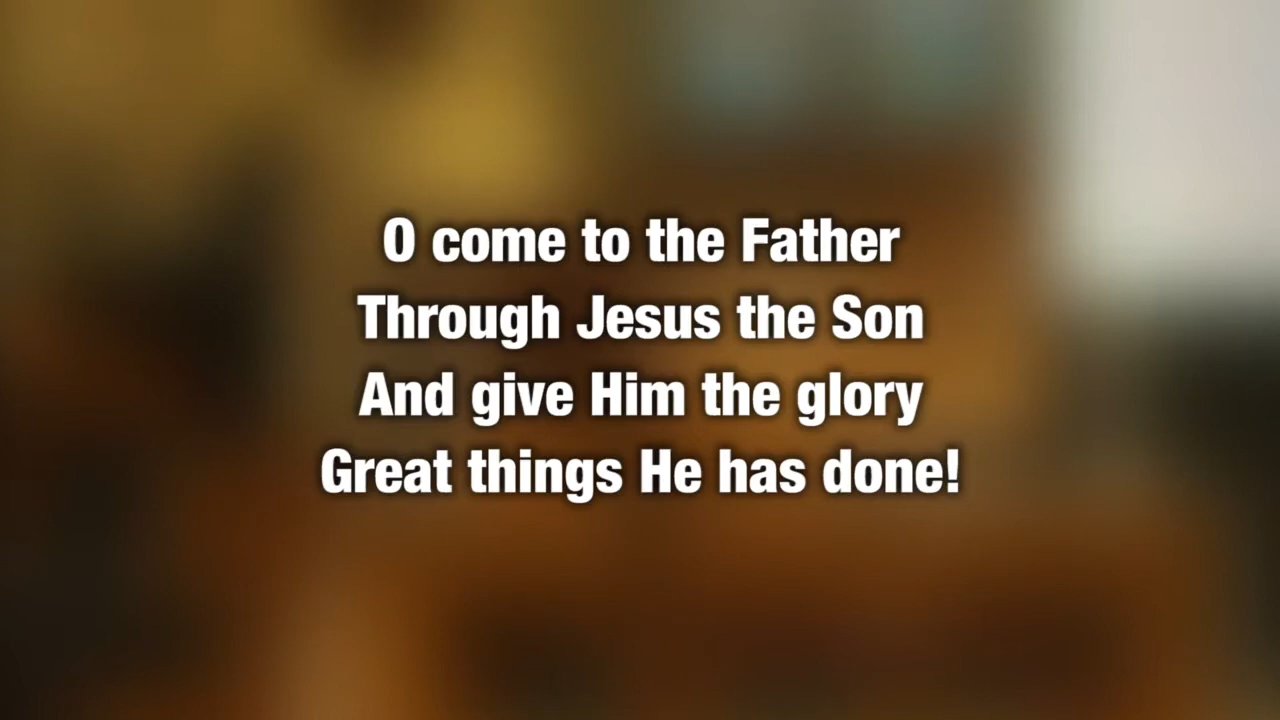 O come to the Father
Through Jesus the Son
And give Him the glory
Great things He has done!